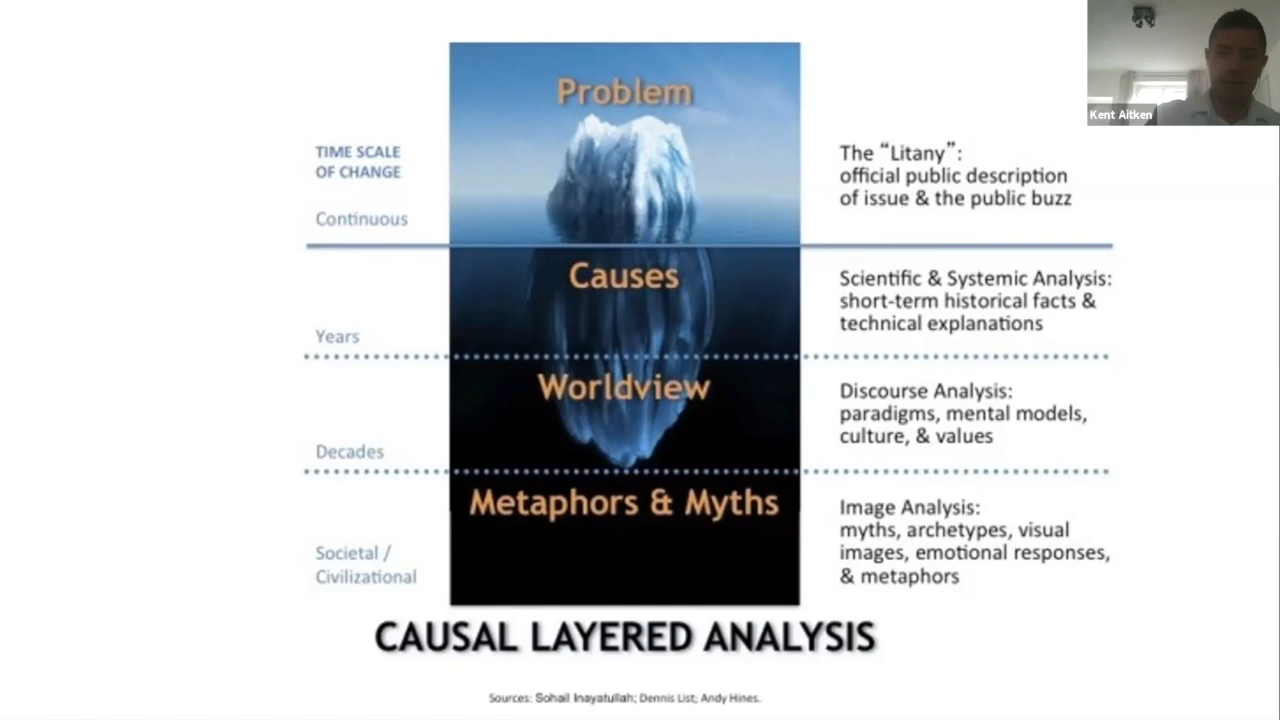 Problem
Kent Aitken
TIME SCALE
OF CHANGE
Continuous
The “Litany”:
official public description
of issue & the public buzz
Causes
Years
Scientific & Systemic Analysis:
short-term historical facts &
technical explanations
Worldview
Decades
Discourse Analysis:
paradigms, mental models,
culture, & values
Metaphors & Myths
Societal /
Civilizational
Image Analysis:
myths, archetypes, visual
images, emotional responses,
& metaphors
CAUSAL LAYERED ANALYSIS
Sources: Sohail Inayatullah; Dennis List; Andy Hines.